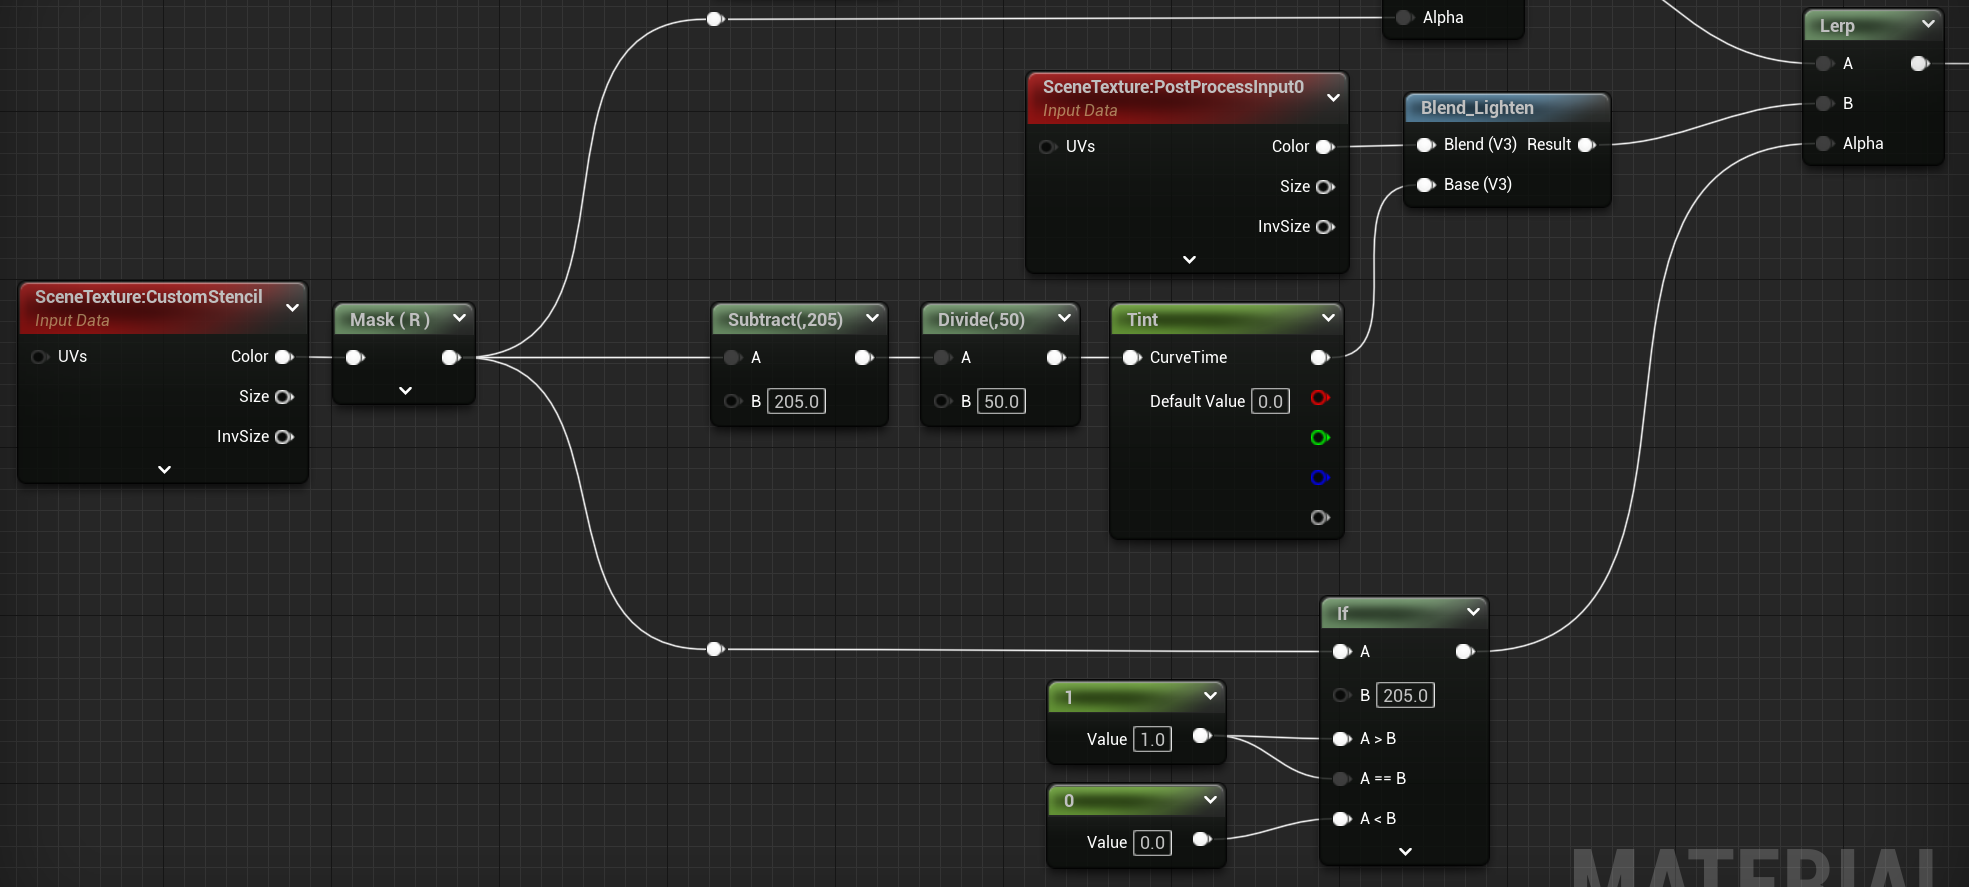 Alpha
Lerp
A
B
Alpha
SceneTexture:PostProcessInput0
Input Data
UVs
Color
Size
InvSize
Blend_Lighten
Blend (V3) Result
Base (V3)
SceneTexture:CustomStencil
Input Data
UVs
Color
Size
InvSize
Mask ( R )
Subtract(,205)
A
B 205.0
Divide(,50)
A
B 50.0
Tint
CurveTime
Default Value 0.0
If
A
B 205.0
A > B
A == B
A < B
1
Value 1.0
0
Value 0.0
MATERIAL